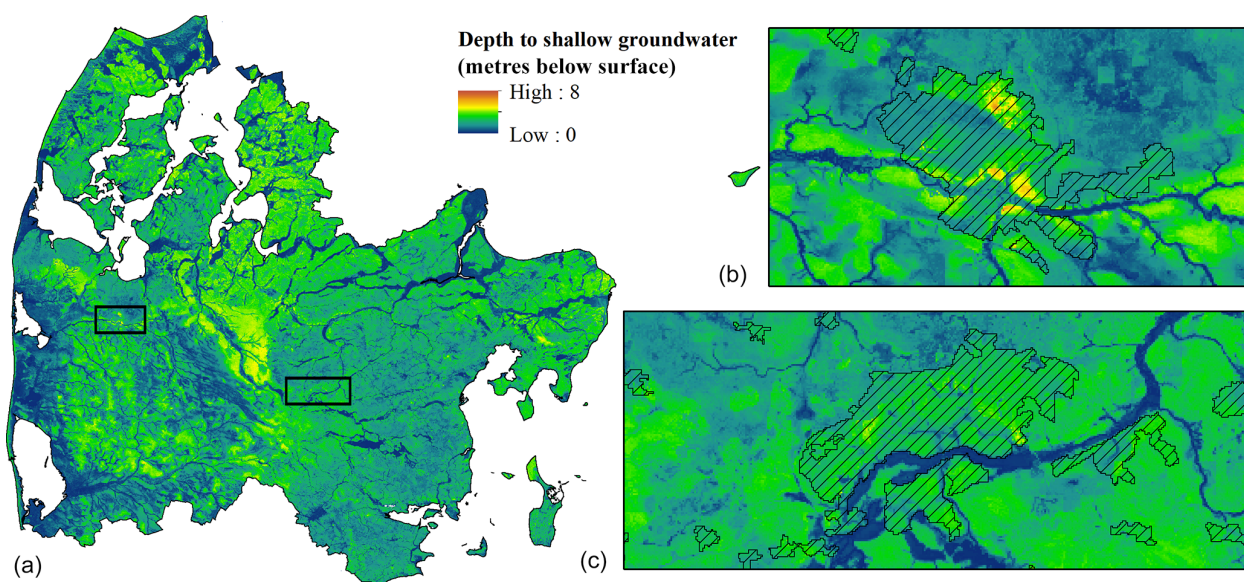 Depth to shallow groundwater
(metres below surface)
High : 8
Low : 0
(b)
(a)
(c)